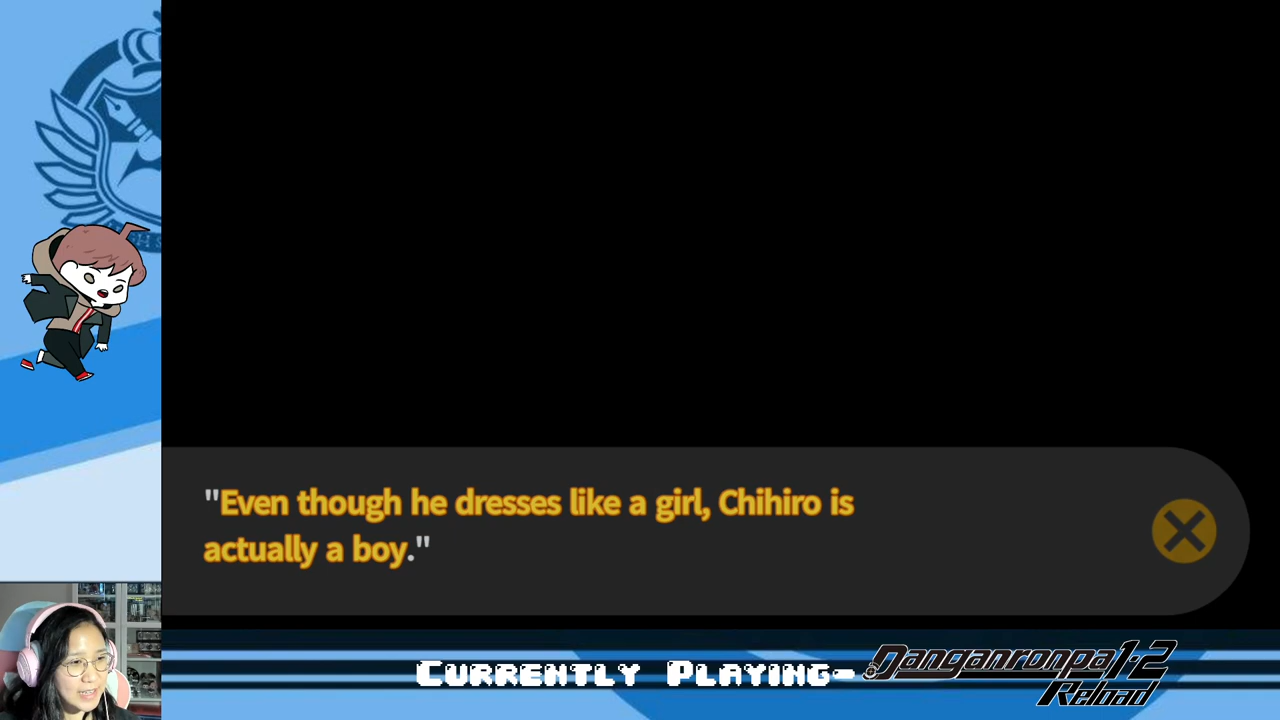 "Even though he dresses like a girl, Chihiro is
actually a boy."
Currently Playing-
Danganronpa 1·2
Reload